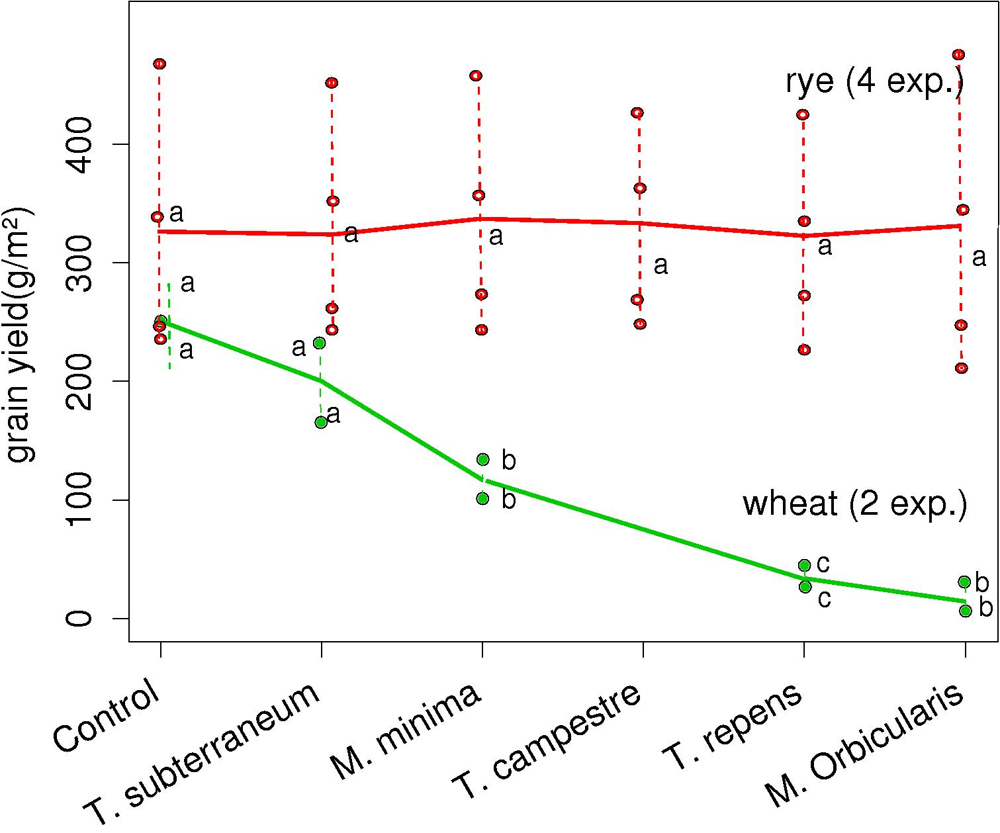 rye (4 exp.)
a
a
a
a
a
a
a
a
a
a
b
b
wheat (2 exp.)
c
c
b
b
grain yield(g/m²)
400
300
200
100
0
Control
T. subterraneum
M. minima
T. campestre
T. repens
M. Orbicularis